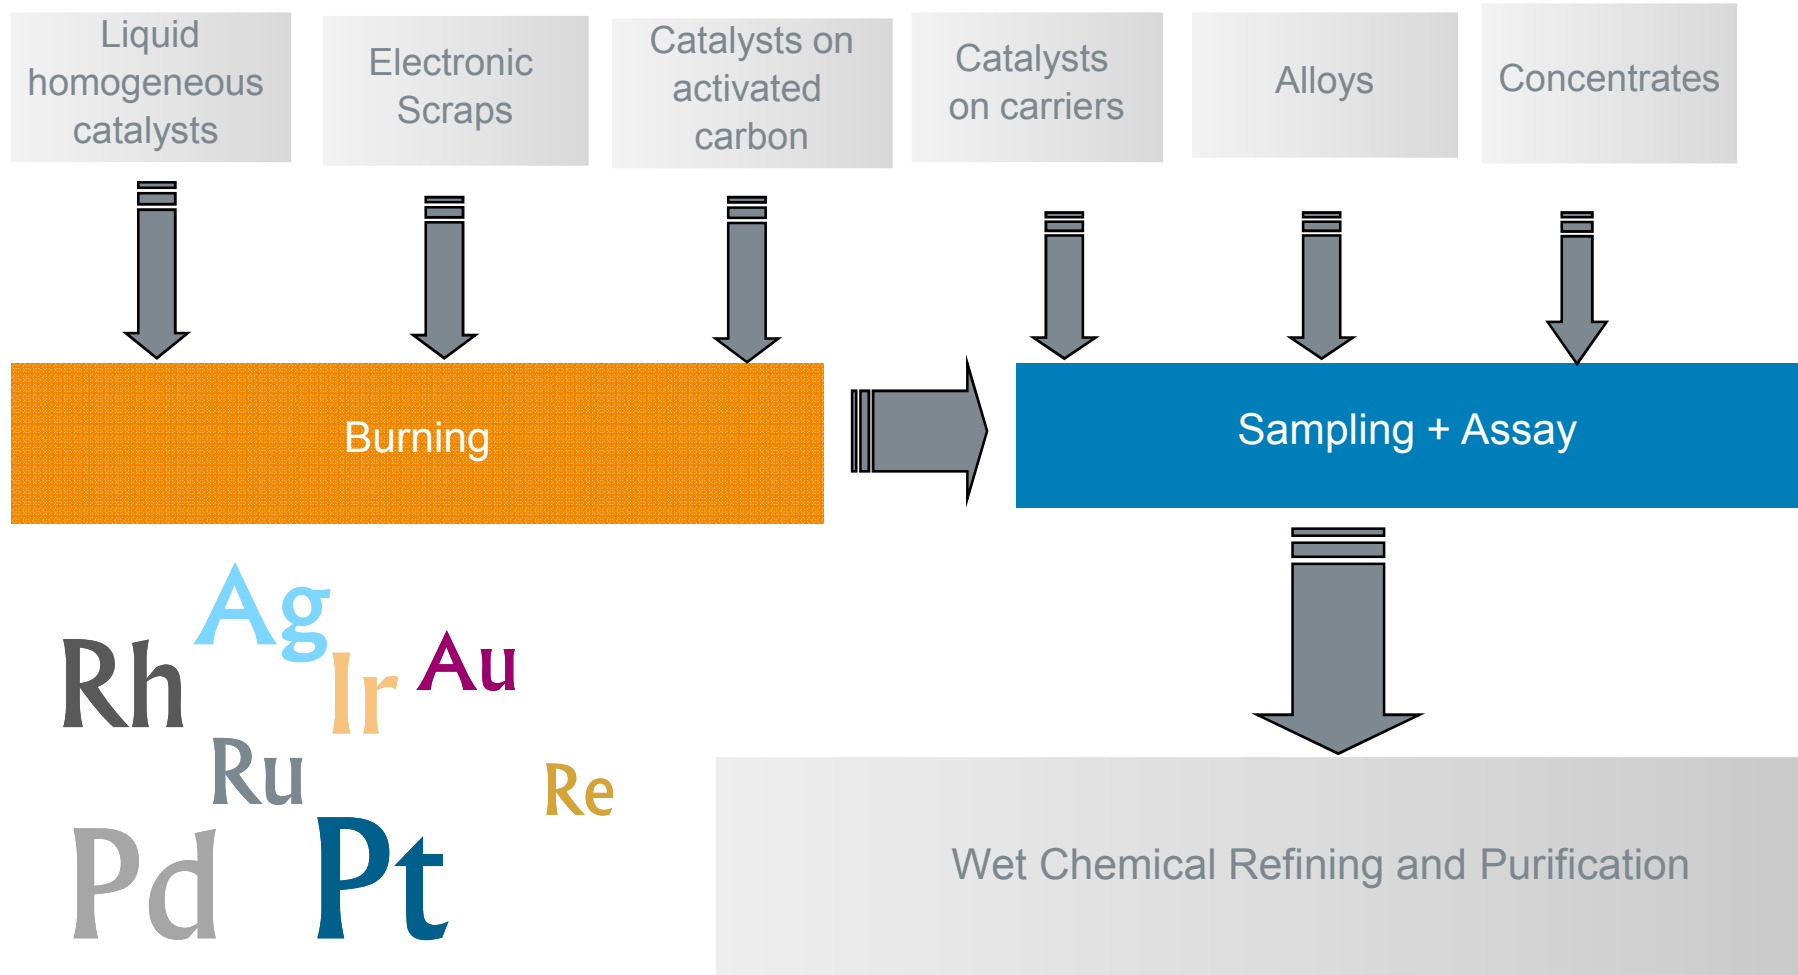 Liquid
homogeneous
catalysts
Electronic
Scraps
Catalysts on
activated
carbon
Catalysts
on carriers
Alloys
Concentrates
Burning
Sampling + Assay
Ag
Rh
Ir
Au
Ru
Re
Pd
Pt
Wet Chemical Refining and Purification